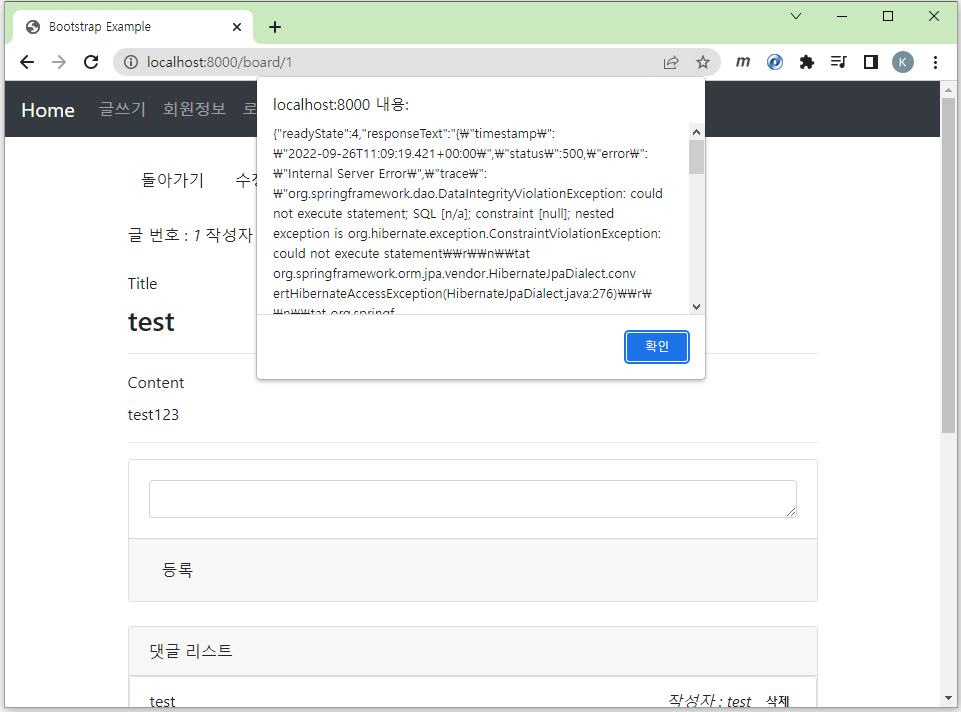 Bootstrap Example
localhost:8000/board/1
K
Home 글쓰기 회원정보 로
localhost:8000 내용:
{"readyState":4,"responseText":"{₩"timestamp₩":
₩"2022-09-26T11:09:19.421+00:00₩",₩"status₩":500,₩"error₩":
₩"Internal Server Error₩",₩"trace₩":
₩"org.springframework.dao.DataIntegrityViolationException: could
not execute statement; SQL [n/a]; constraint [null]; nested
exception is org.hibernate.exception.ConstraintViolationException:
could not execute statement₩₩r₩₩n₩₩tat
org.springframework.orm.jpa.vendor.HibernateJpaDialect.conv
ertHibernateAccessException(HibernateJpaDialect.java:276)₩₩r₩
₩n₩₩tat org.springf
확인
돌아가기
글 번호 : 1 작성자
Title
test
Content
test123
등록
댓글 리스트
test 작성자 : test 삭제